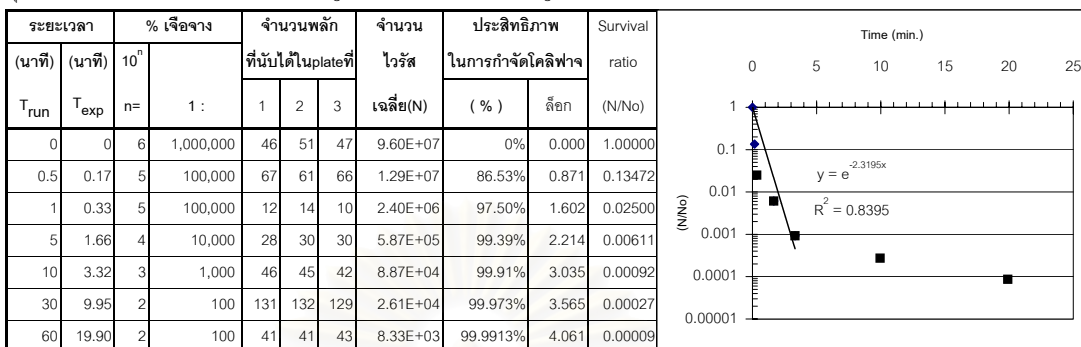 ระยะเวลา % เจือจาง จำนวนพลัก จำนวน ประสิทธิภาพ Survival
(นาที) (นาที) 10^n ที่นับได้ในplateที่ ไวรัส ในการกำจัดโคลิฟาจ ratio
T_run T_exp n= 1 : 1 2 3 เฉลี่ย(N) ( % ) ล็อก (N/No)
0 0 6 1,000,000 46 51 47 9.60E+07 0% 0.000 1.00000
0.5 0.17 5 100,000 67 61 66 1.29E+07 86.53% 0.871 0.13472
1 0.33 5 100,000 12 14 10 2.40E+06 97.50% 1.602 0.02500
5 1.66 4 10,000 28 30 30 5.87E+05 99.39% 2.214 0.00611
10 3.32 3 1,000 46 45 42 8.87E+04 99.91% 3.035 0.00092
30 9.95 2 100 131 132 129 2.61E+04 99.973% 3.565 0.00027
60 19.90 2 100 41 41 43 8.33E+03 99.9913% 4.061 0.00009
Time (min.)
0 5 10 15 20 25
1
0.1
0.01
0.001
0.0001
0.00001
(N/No)
y = e^-2.3195x
R^2 = 0.8395